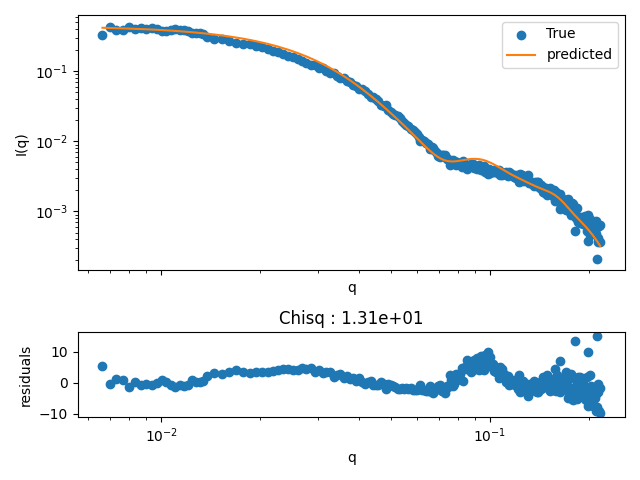 True
predicted
10⁻¹
10⁻²
10⁻³
I(q)
q
Chisq : 1.31e+01
10
0
−10
residuals
10⁻²
10⁻¹
q